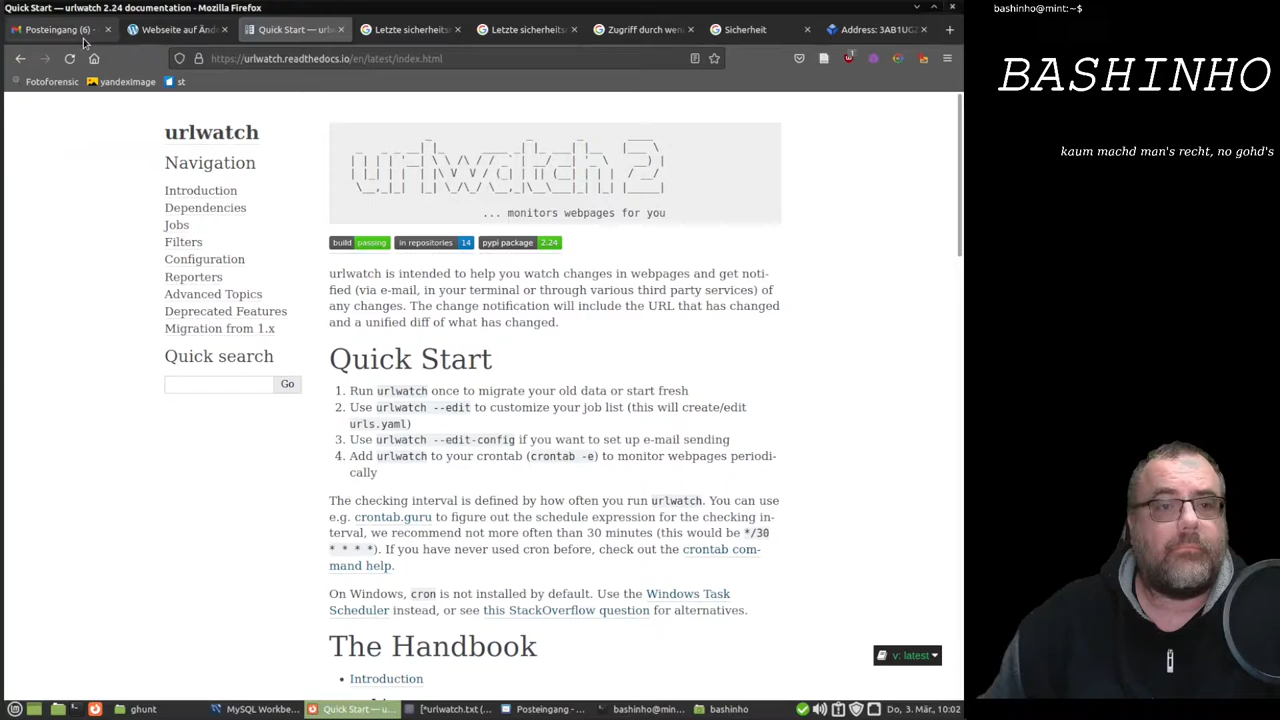 Quick Start — urlwatch 2.24 documentation - Mozilla Firefox
bashinho@mint:~$
Posteingang (6) -
Webseite auf Ände
Quick Start — urlw
Letzte sicherheitsr
Letzte sicherheitsr
Zugriff durch wen
Sicherheit
Address: 3AB1UGZ
https://urlwatch.readthedocs.io/en/latest/index.html
Fotoforensic
yandexImage
st
BASHINHO
kaum machd man's recht, no gohd's
urlwatch
Navigation
Introduction
Dependencies
Jobs
Filters
Configuration
Reporters
Advanced Topics
Deprecated Features
Migration from 1.x
Quick search
Go
urlwatch 2
... monitors webpages for you
build passing
in repositories 14
pypi package 2.24
urlwatch is intended to help you watch changes in webpages and get noti-
fied (via e-mail, in your terminal or through various third party services) of
any changes. The change notification will include the URL that has changed
and a unified diff of what has changed.
Quick Start
1. Run urlwatch once to migrate your old data or start fresh
2. Use urlwatch --edit to customize your job list (this will create/edit
urls.yaml)
3. Use urlwatch --edit-config if you want to set up e-mail sending
4. Add urlwatch to your crontab (crontab -e) to monitor webpages periodi-
cally
The checking interval is defined by how often you run urlwatch. You can use
e.g. crontab.guru to figure out the schedule expression for the checking in-
terval, we recommend not more often than 30 minutes (this would be */30
* * * *). If you have never used cron before, check out the crontab com-
mand help.
On Windows, cron is not installed by default. Use the Windows Task
Scheduler instead, or see this StackOverflow question for alternatives.
The Handbook
• Introduction
v: latest
ghunt
MySQL Workbe...
Quick Start — u...
[*urlwatch.txt (...
Posteingang -...
bashinho@min...
bashinho
Do, 3. Mär., 10:02